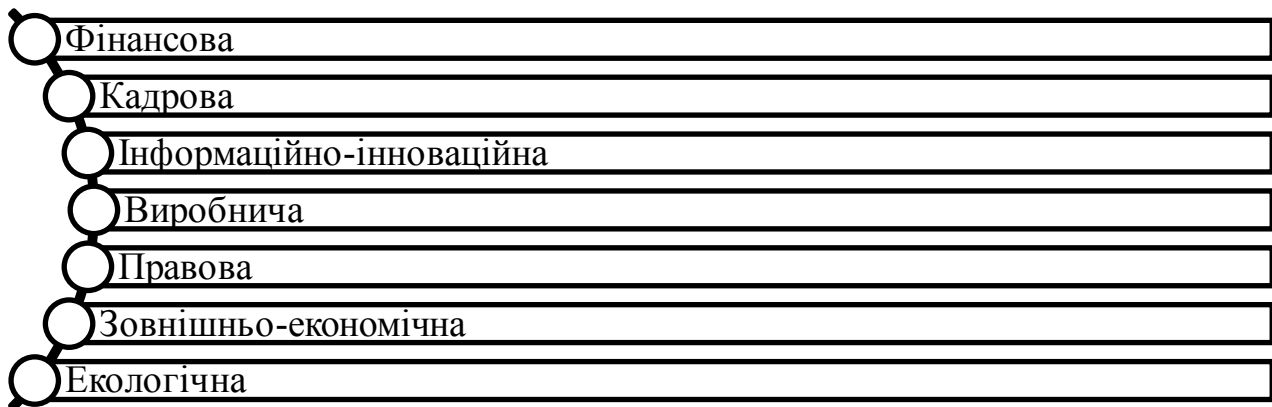 Фінансова
Кадрова
Інформаційно-інноваційна
Виробнича
Правова
Зовнішньо-економічна
Екологічна